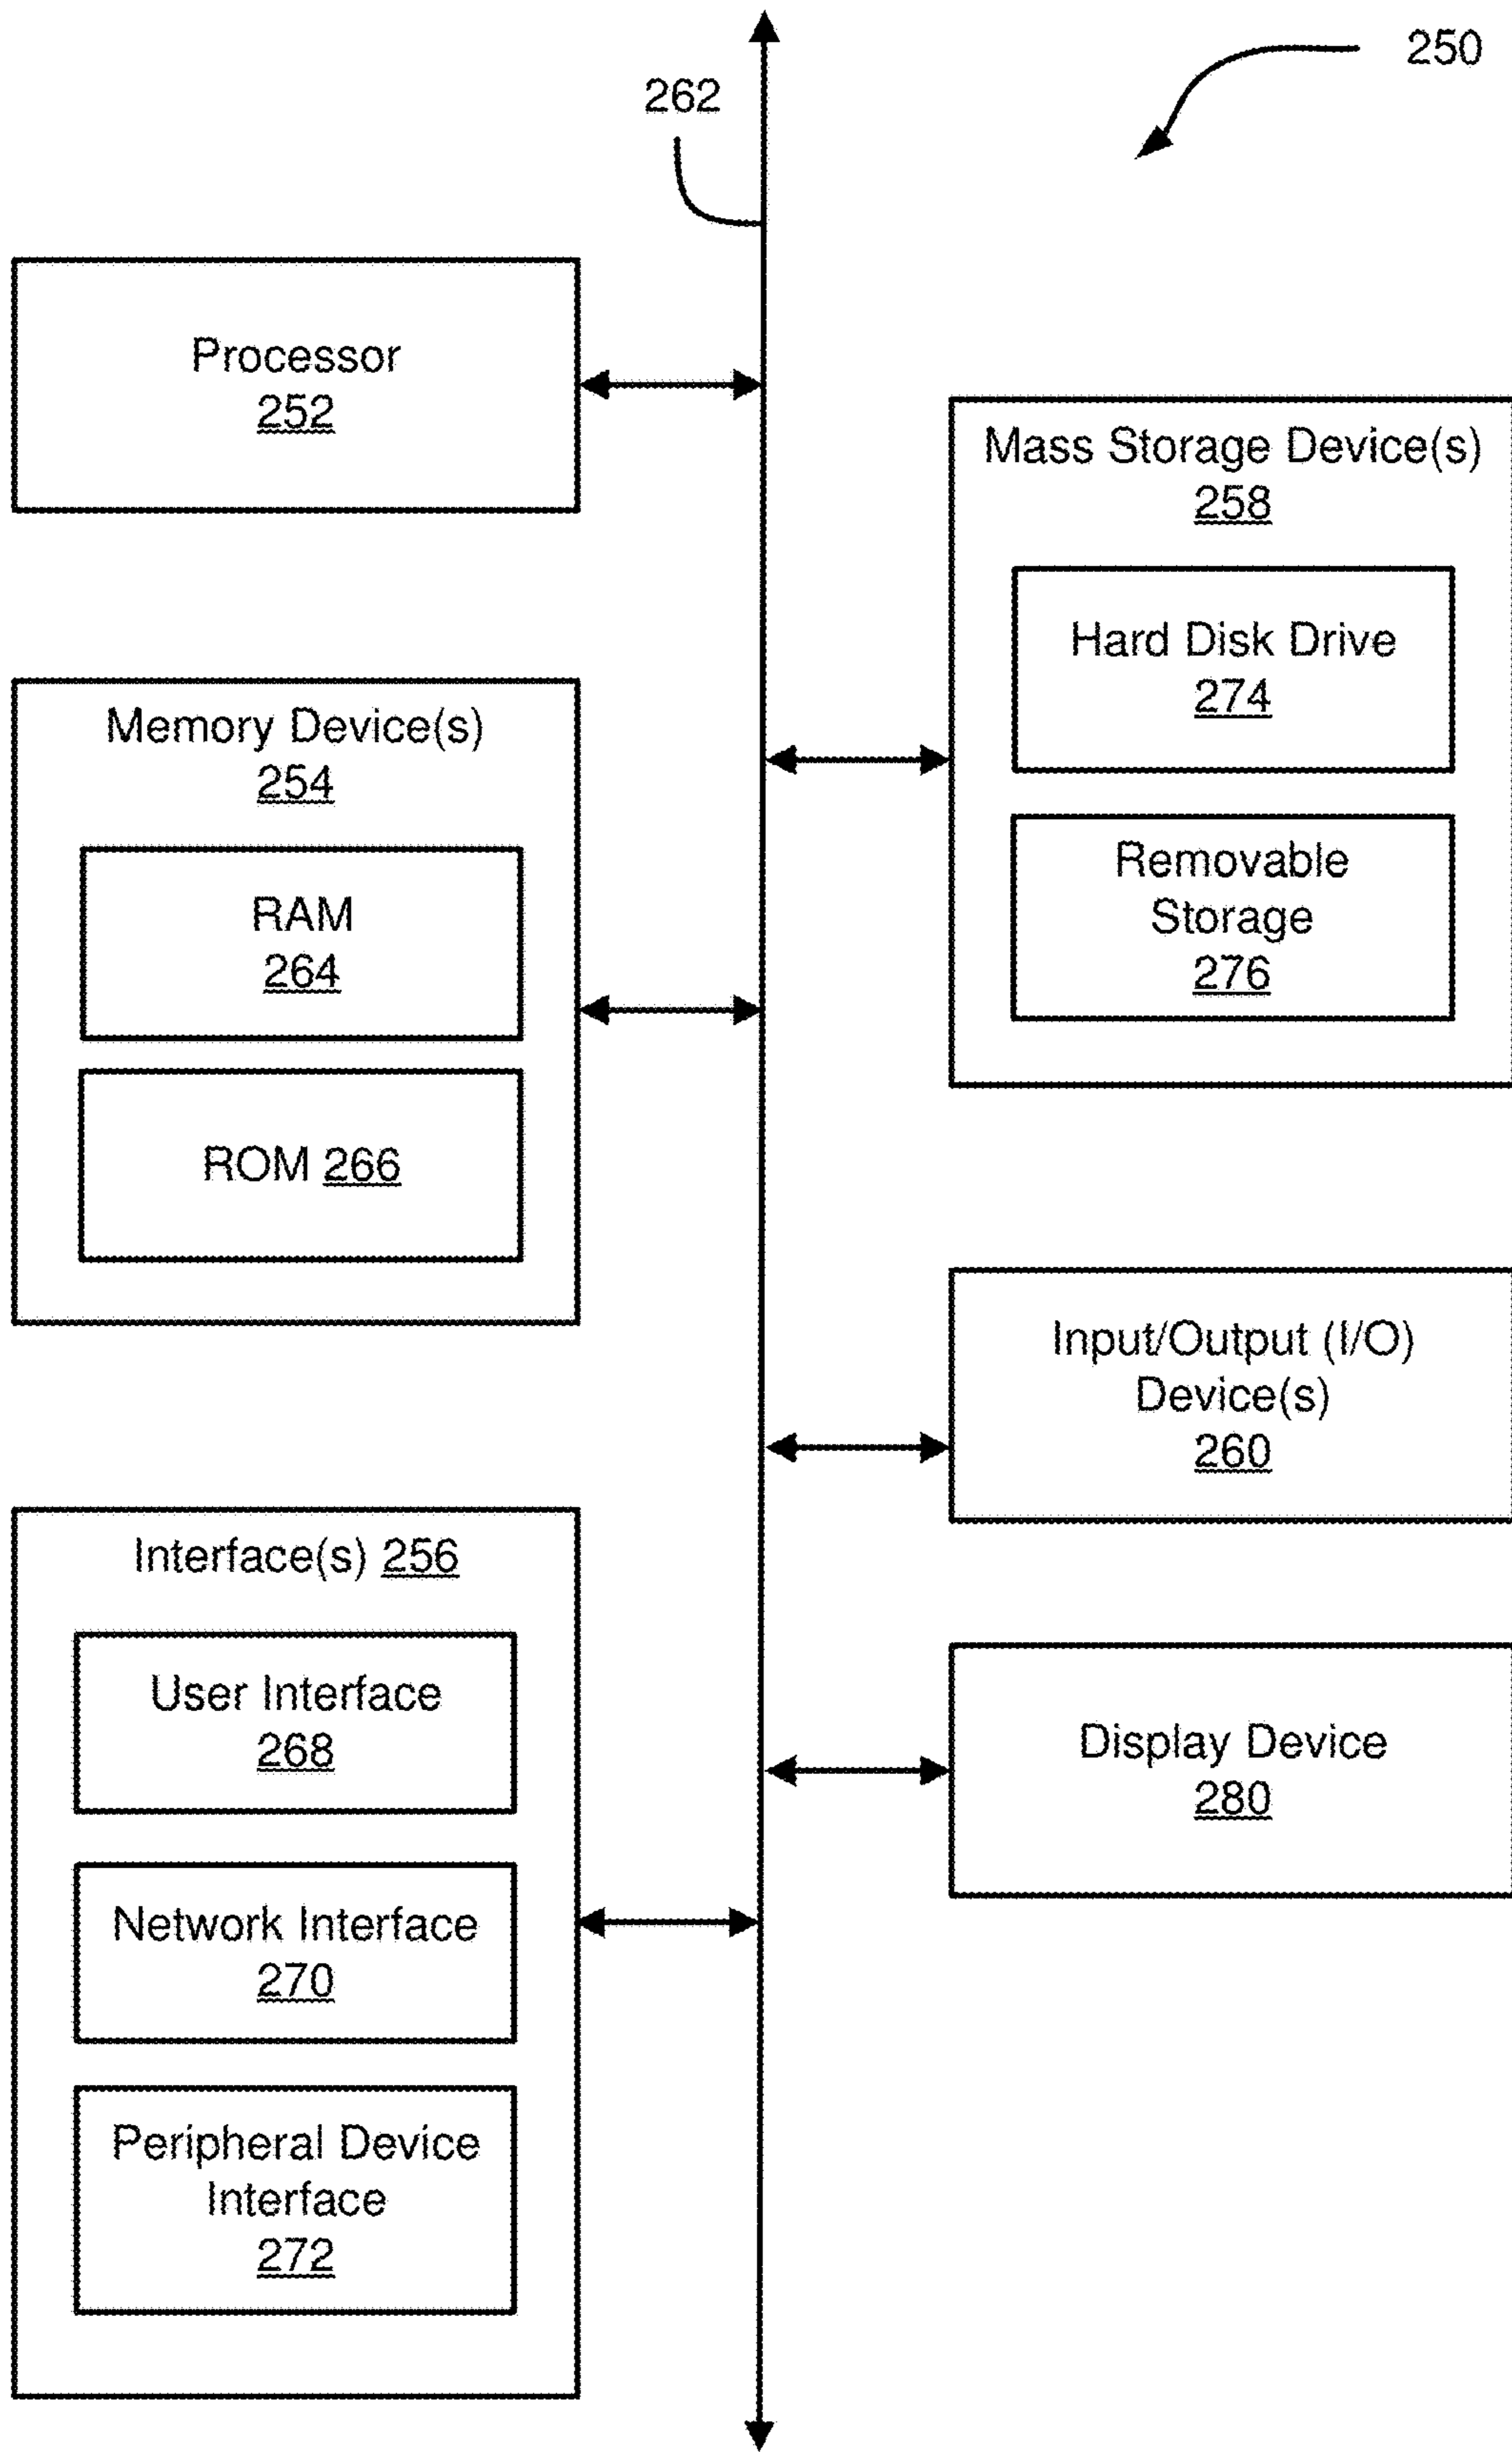 250
262
Processor
252
Mass Storage Device(s)
258
Hard Disk Drive
274
Removable
Storage
276
Memory Device(s)
254
RAM
264
ROM 266
Input/Output (I/O)
Device(s)
260
Interface(s) 256
User Interface
268
Network Interface
270
Peripheral Device
Interface
272
Display Device
280